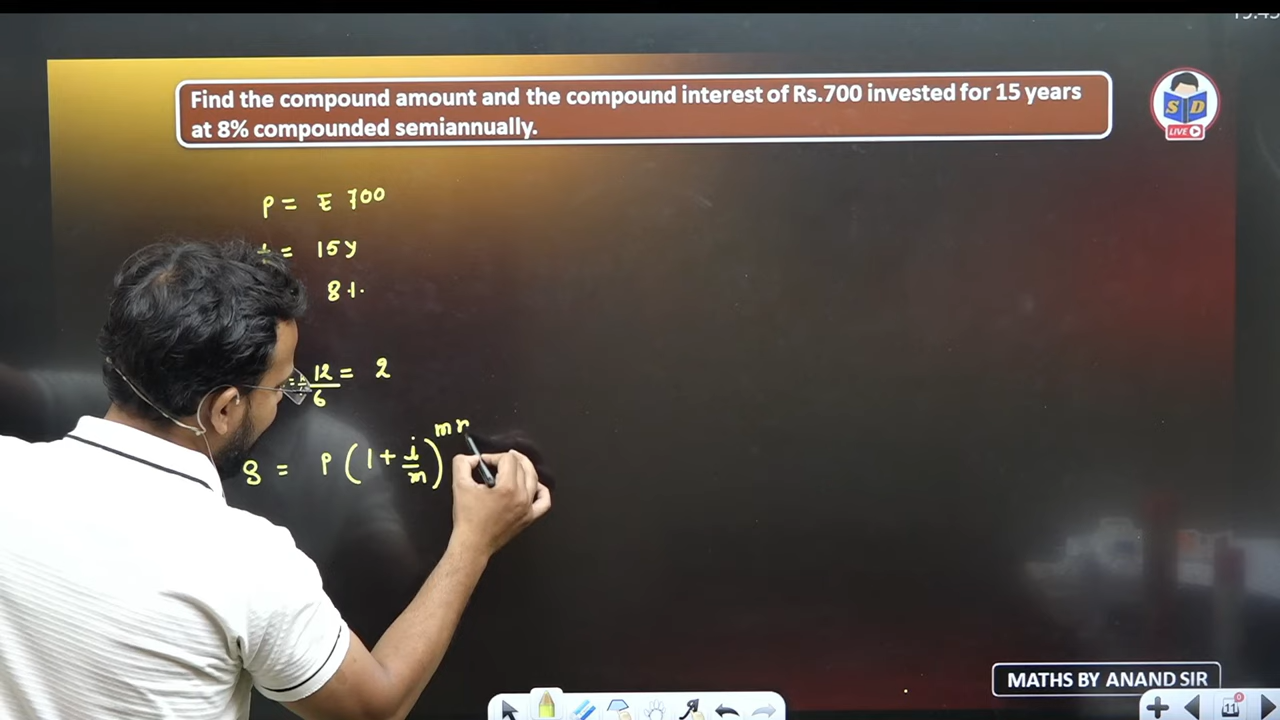 Find the compound amount and the compound interest of Rs.700 invested for 15 years
at 8% compounded semiannually.
S D
LIVE
P = ₹ 700
= 15y
8%
= 12/6 = 2
S = P (1 + i/m)^mn
MATHS BY ANAND SIR
11